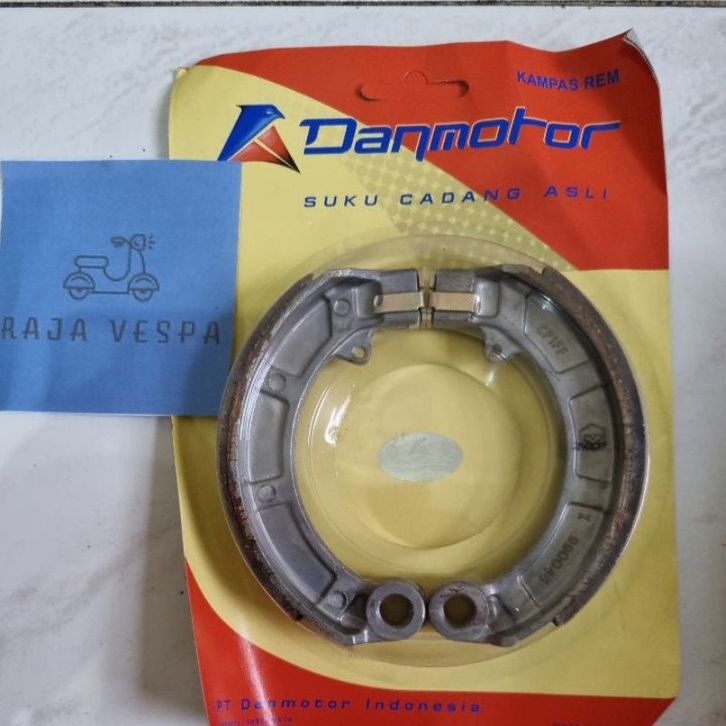 KAMPAS REM
Danmotor
SUKU CADANG ASLI
RAJA VESPA
PT Danmotor Indonesia